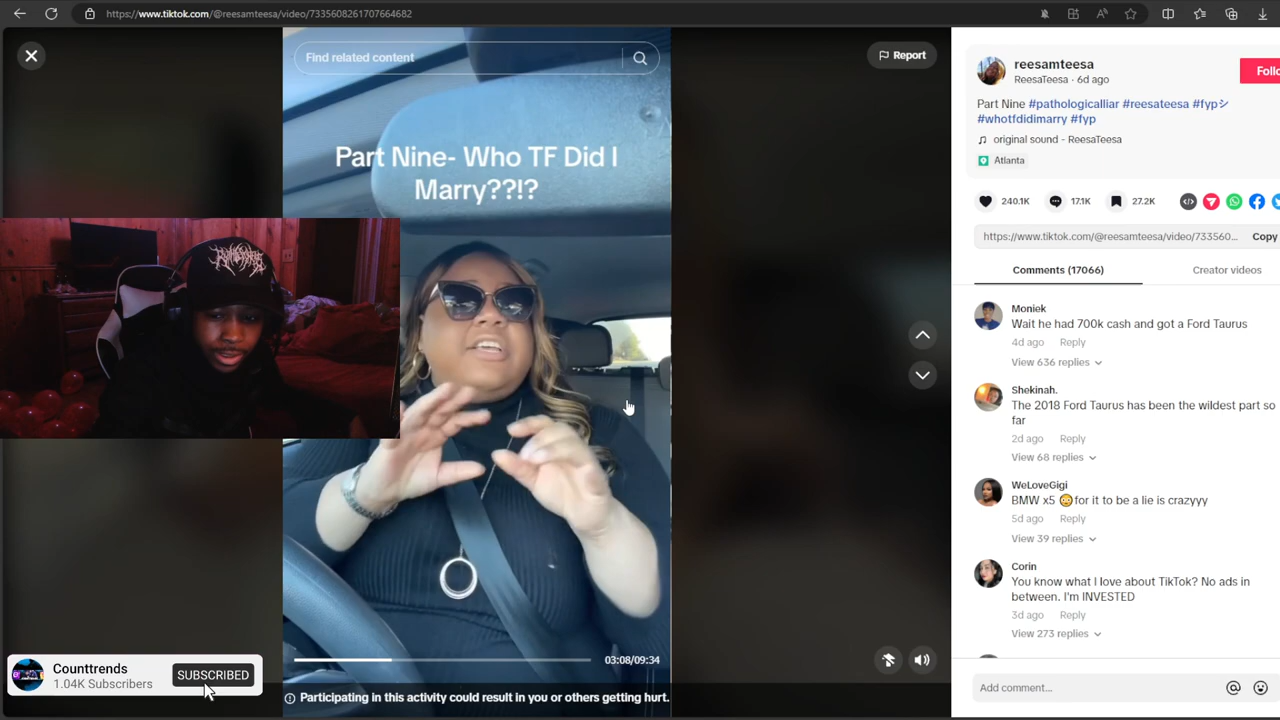 https://www.tiktok.com/@reesamteesa/video/7335608261707664682
Find related content
Report
Part Nine- Who TF Did I
Marry??!?
03:08/09:34
Participating in this activity could result in you or others getting hurt.
Counttrends
1.04K Subscribers
SUBSCRIBED
reesamteesa
ReesaTeesa · 6d ago
Follo
Part Nine #pathologicalliar #reesateesa #fypシ
#whotfdidimarry #fyp
original sound - ReesaTeesa
Atlanta
240.1K
17.1K
27.2K
https://www.tiktok.com/@reesamteesa/video/733560...
Copy
Comments (17066)
Creator videos
Moniek
Wait he had 700k cash and got a Ford Taurus
4d ago Reply
View 636 replies
Shekinah.
The 2018 Ford Taurus has been the wildest part so
far
2d ago Reply
View 68 replies
WeLoveGigi
BMW x5 😳for it to be a lie is crazyyy
5d ago Reply
View 39 replies
Corin
You know what I love about TikTok? No ads in
between. I'm INVESTED
3d ago Reply
View 273 replies
Add comment...